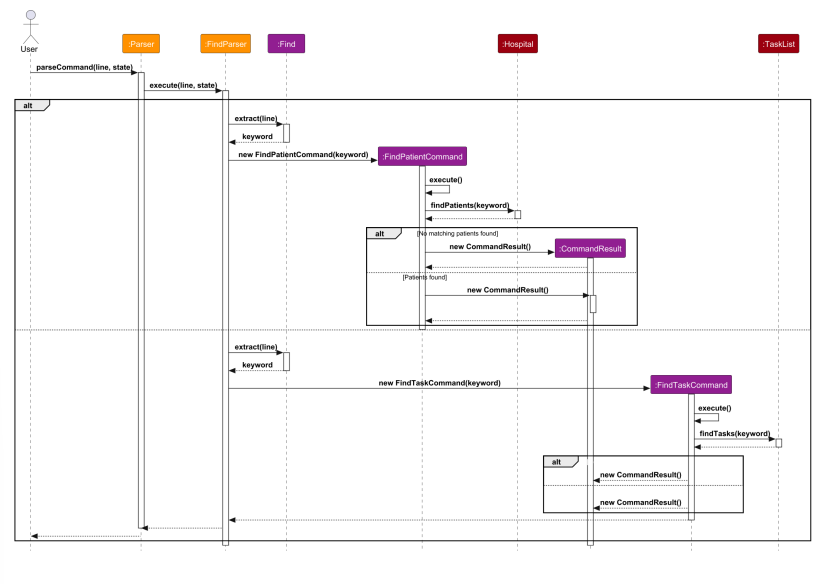 User
:Parser
:FindParser
:Find
:Hospital
:TaskList
parseCommand(line, state)
execute(line, state)
alt
extract(line)
keyword
new FindPatientCommand(keyword)
:FindPatientCommand
execute()
findPatients(keyword)
alt
[No matching patients found]
new CommandResult()
:CommandResult
[Patients found]
new CommandResult()
extract(line)
keyword
new FindTaskCommand(keyword)
:FindTaskCommand
execute()
findTasks(keyword)
alt
new CommandResult()
new CommandResult()